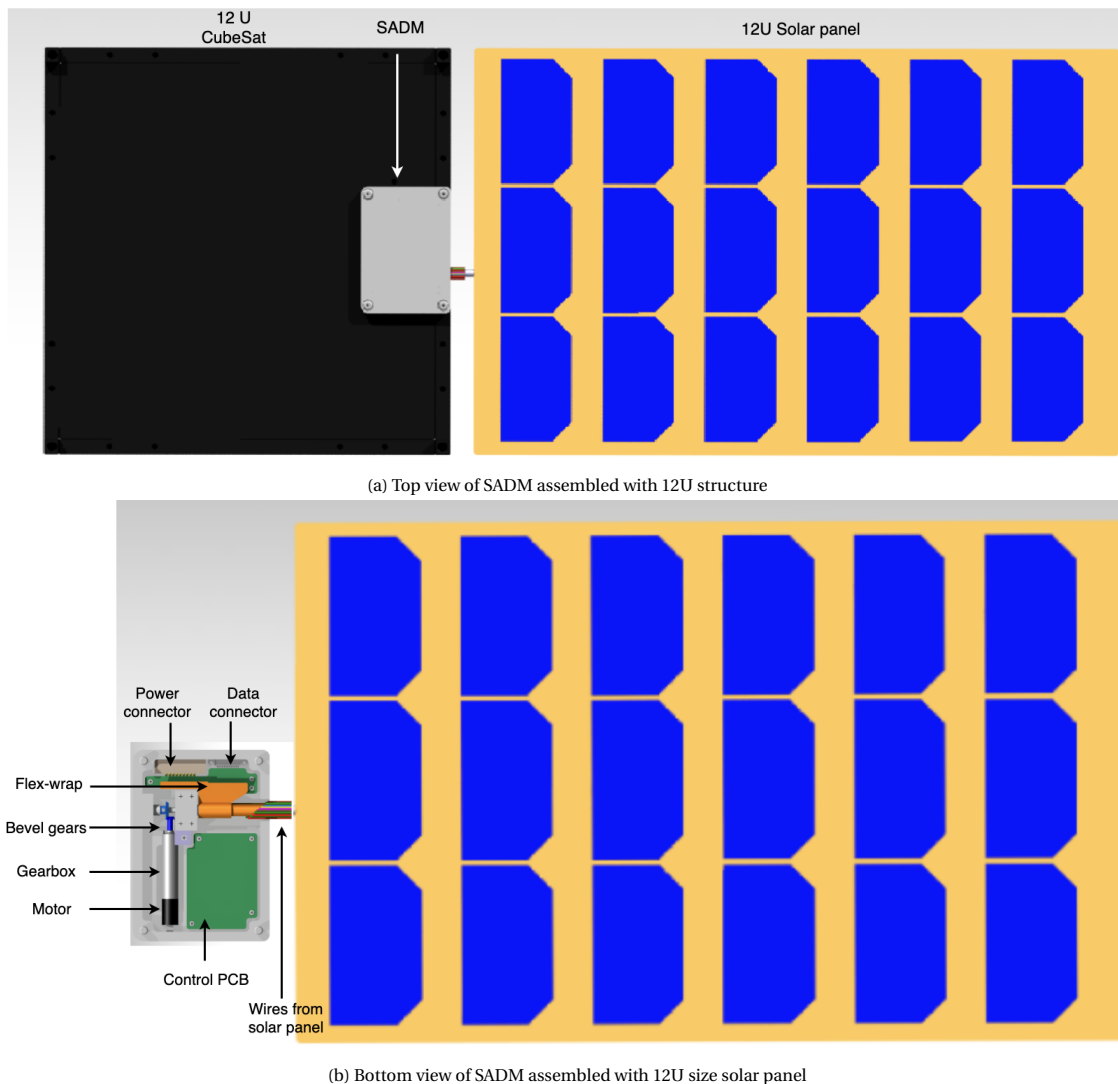 12 U
CubeSat
SADM
12U Solar panel
(a) Top view of SADM assembled with 12U structure
Power
connector
Data
connector
Flex-wrap
Bevel gears
Gearbox
Motor
Control PCB
Wires from
solar panel
(b) Bottom view of SADM assembled with 12U size solar panel